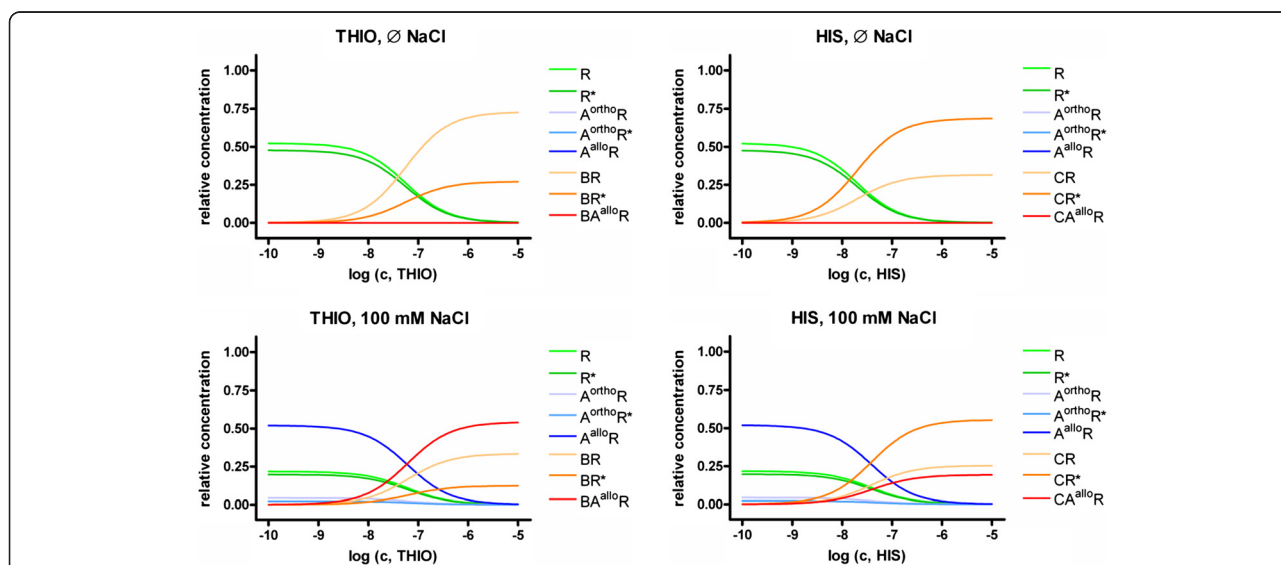 THIO, ∅ NaCl
1.00
0.75
0.50
0.25
0.00
relative concentration
-10 -9 -8 -7 -6 -5
log (c, THIO)
R
R*
AorthoR
AorthoR*
AalloR
BR
BR*
BAalloR
HIS, ∅ NaCl
1.00
0.75
0.50
0.25
0.00
relative concentration
-10 -9 -8 -7 -6 -5
log (c, HIS)
R
R*
AorthoR
AorthoR*
AalloR
CR
CR*
CAalloR
THIO, 100 mM NaCl
1.00
0.75
0.50
0.25
0.00
relative concentration
-10 -9 -8 -7 -6 -5
log (c, THIO)
R
R*
AorthoR
AorthoR*
AalloR
BR
BR*
BAalloR
HIS, 100 mM NaCl
1.00
0.75
0.50
0.25
0.00
relative concentration
-10 -9 -8 -7 -6 -5
log (c, HIS)
R
R*
AorthoR
AorthoR*
AalloR
CR
CR*
CAalloR